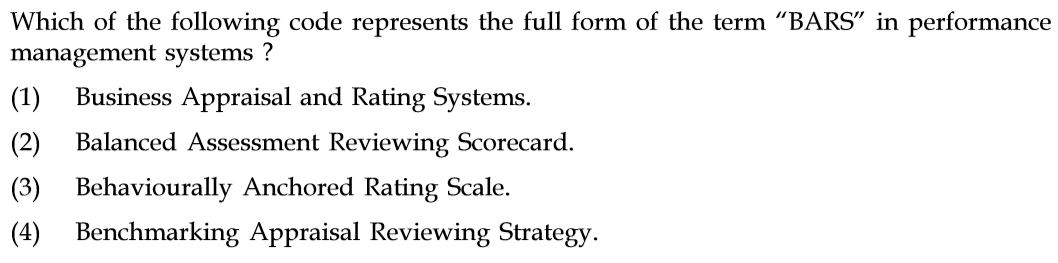 Which of the following code represents the full form of the term “BARS” in performance
management systems ?
(1) Business Appraisal and Rating Systems.
(2) Balanced Assessment Reviewing Scorecard.
(3) Behaviourally Anchored Rating Scale.
(4) Benchmarking Appraisal Reviewing Strategy.